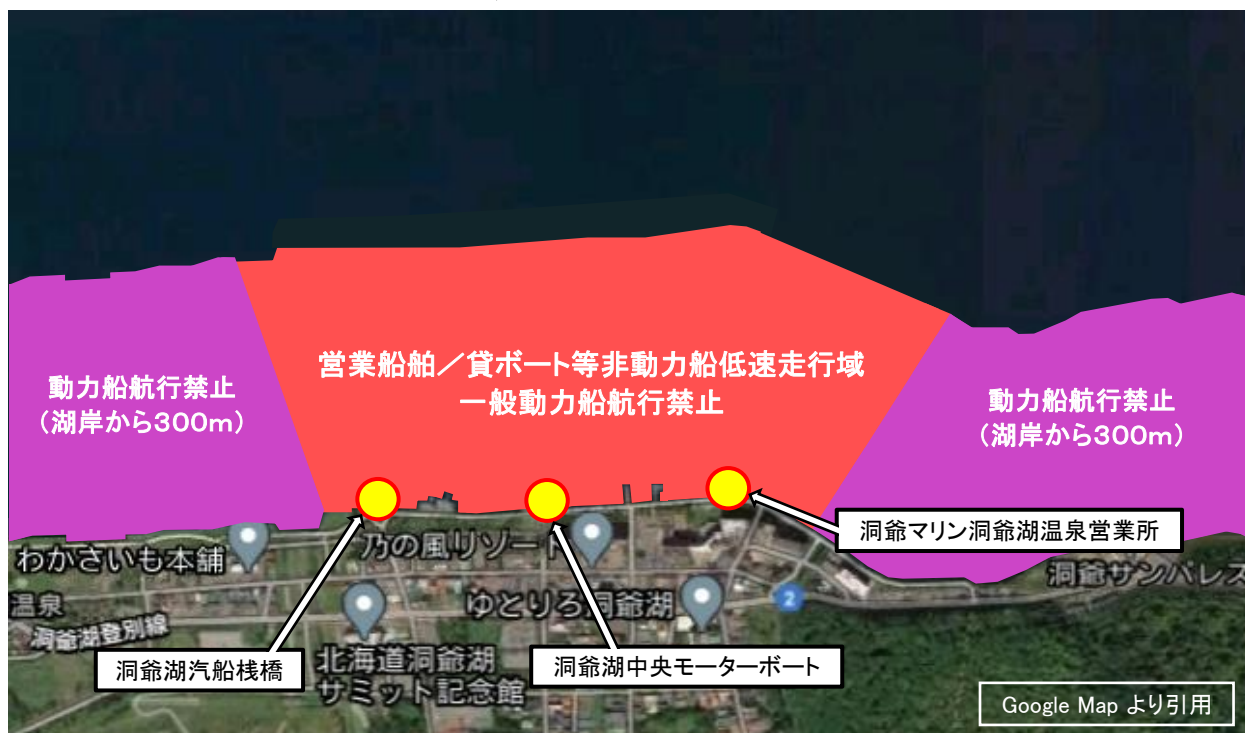 営業船舶／貸ボート等非動力船低速走行域
一般動力船航行禁止
動力船航行禁止
（湖岸から300ｍ）
動力船航行禁止
（湖岸から300ｍ）
洞爺マリン洞爺湖温泉営業所
わかさいも本舗
乃の風リゾート
洞爺サンパレス
温泉
洞爺湖登別線
ゆとりろ洞爺湖
2
洞爺湖汽船桟橋
北海道洞爺湖
サミット記念館
洞爺湖中央モーターボート
Google Map より引用